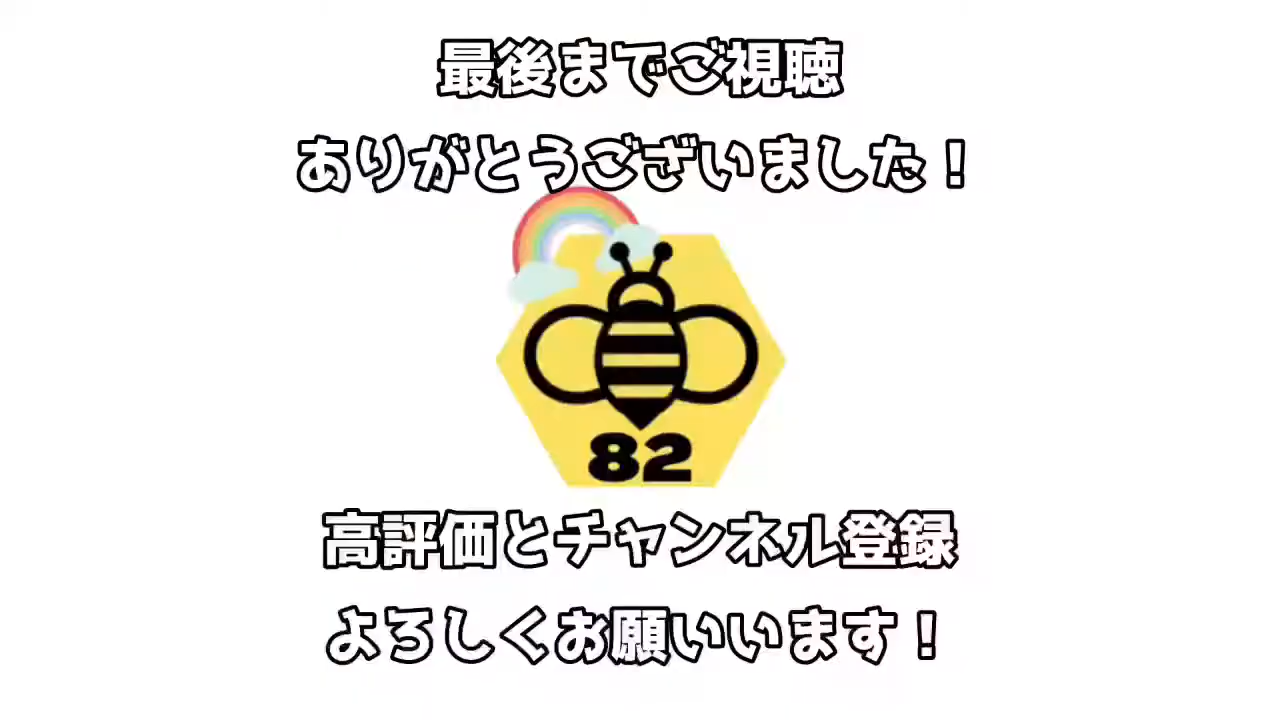 最後までご視聴
ありがとうございました！
82
高評価とチャンネル登録
よろしくお願いいます！